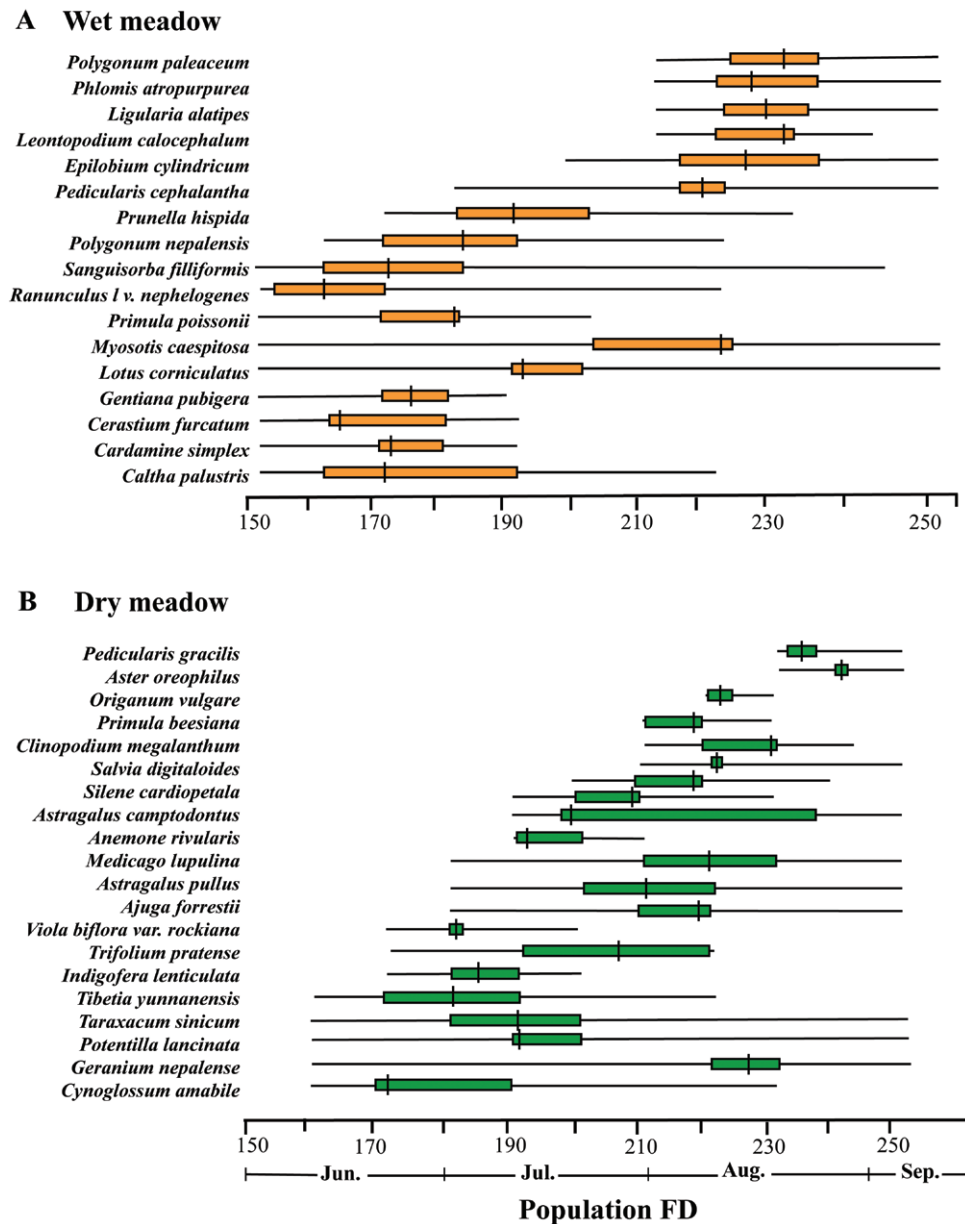 A Wet meadow
Polygonum paleaceum
Phlomis atropurpurea
Ligularia alatipes
Leontopodium calocephalum
Epilobium cylindricum
Pedicularis cephalantha
Prunella hispida
Polygonum nepalensis
Sanguisorba filliformis
Ranunculus l v. nephelogenes
Primula poissonii
Myosotis caespitosa
Lotus corniculatus
Gentiana pubigera
Cerastium furcatum
Cardamine simplex
Caltha palustris
150 170 190 210 230 250
B Dry meadow
Pedicularis gracilis
Aster oreophilus
Origanum vulgare
Primula beesiana
Clinopodium megalanthum
Salvia digitaloides
Silene cardiopetala
Astragalus camptodontus
Anemone rivularis
Medicago lupulina
Astragalus pullus
Ajuga forrestii
Viola biflora var. rockiana
Trifolium pratense
Indigofera lenticulata
Tibetia yunnanensis
Taraxacum sinicum
Potentilla lancinata
Geranium nepalense
Cynoglossum amabile
150 170 190 210 230 250
Jun. Jul. Aug. Sep.
Population FD